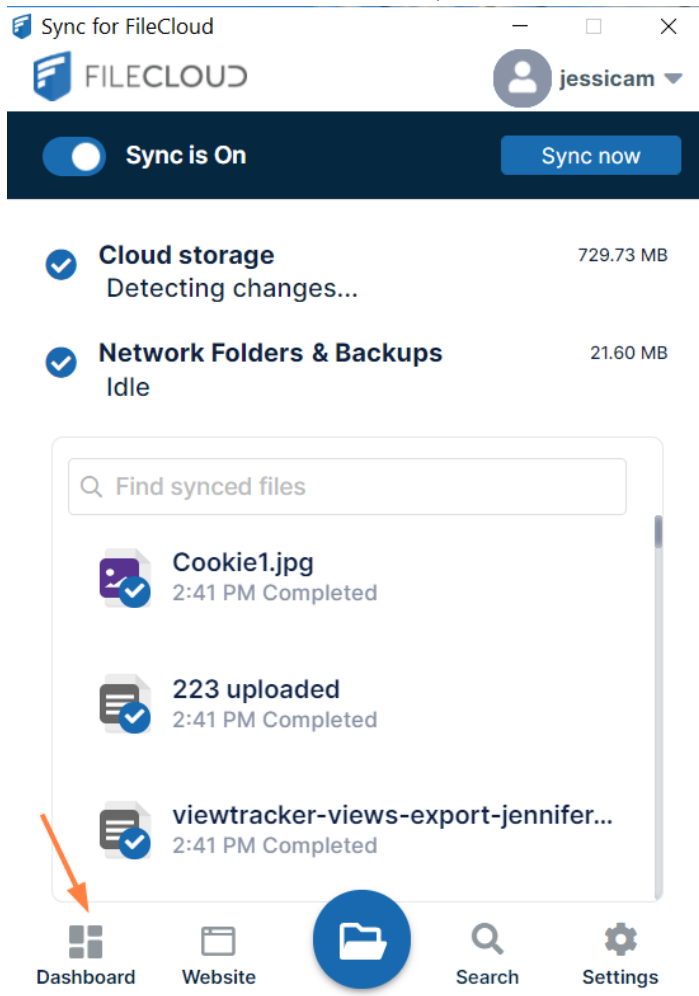 Sync for FileCloud
FILECLOUD
jessicam
Sync is On
Sync now
Cloud storage
729.73 MB
Detecting changes...
Network Folders & Backups
21.60 MB
Idle
Find synced files
Cookie1.jpg
2:41 PM Completed
223 uploaded
2:41 PM Completed
viewtracker-views-export-jennifer...
2:41 PM Completed
Dashboard
Website
Search
Settings